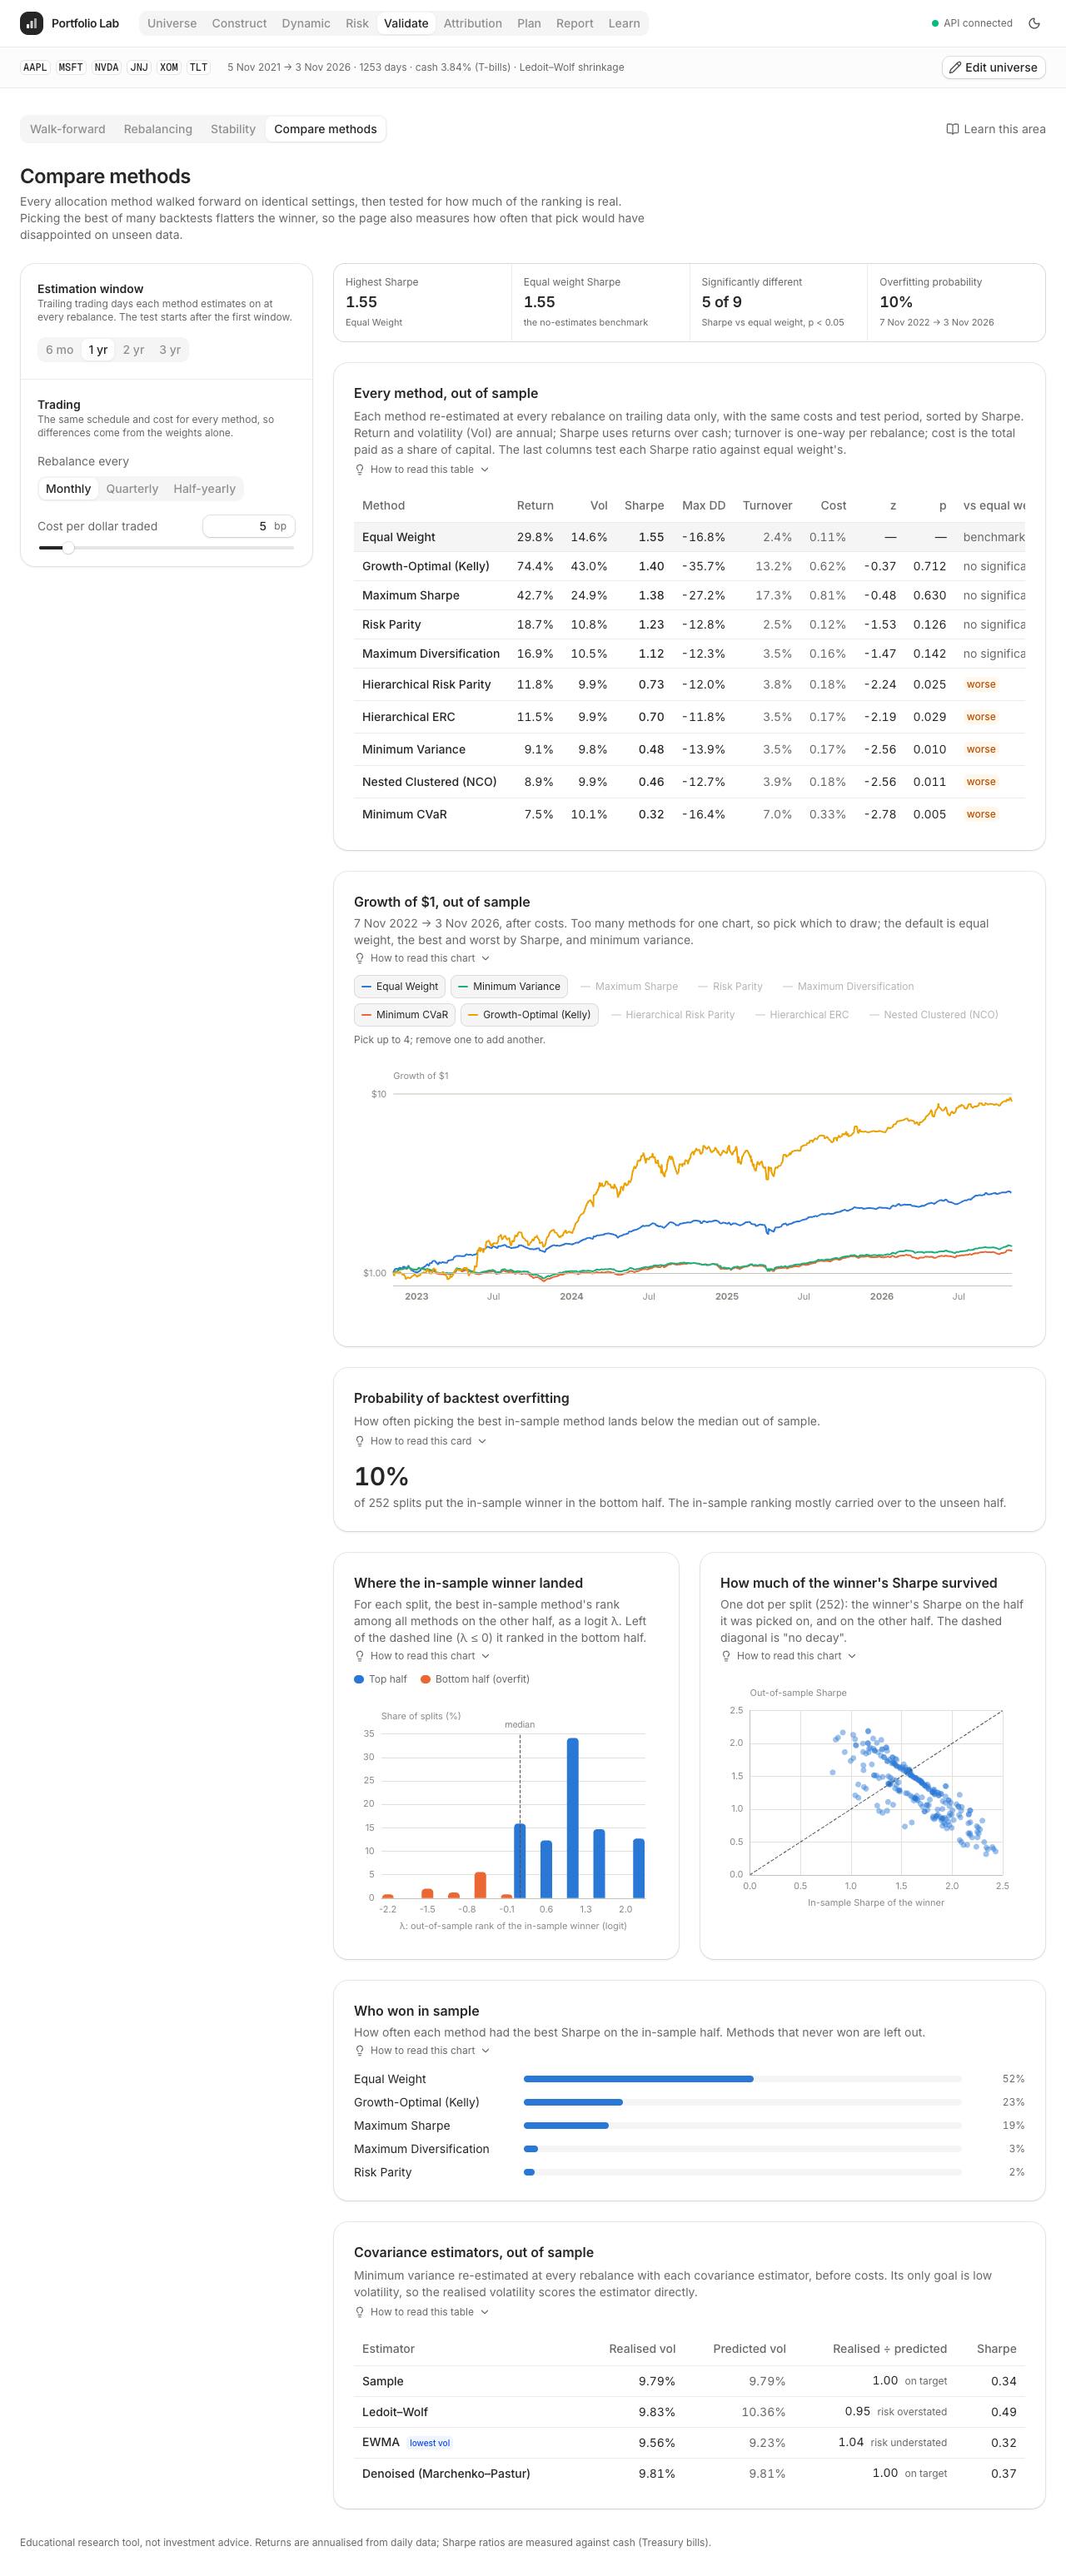 Portfolio Lab Universe Construct Dynamic Risk Validate Attribution Plan Report Learn API connected
AAPL MSFT NVDA JNJ XOM TLT 5 Nov 2021 → 3 Nov 2026 · 1253 days · cash 3.84% (T-bills) · Ledoit–Wolf shrinkage Edit universe
Walk-forward Rebalancing Stability Compare methods Learn this area
Compare methods
Every allocation method walked forward on identical settings, then tested for how much of the ranking is real.
Picking the best of many backtests flatters the winner, so the page also measures how often that pick would have
disappointed on unseen data.
Estimation window
Trailing trading days each method estimates on at
every rebalance. The test starts after the first window.
6 mo 1 yr 2 yr 3 yr
Trading
The same schedule and cost for every method, so
differences come from the weights alone.
Rebalance every
Monthly Quarterly Half-yearly
Cost per dollar traded 5 bp
Highest Sharpe
1.55
Equal Weight
Equal weight Sharpe
1.55
the no-estimates benchmark
Significantly different
5 of 9
Sharpe vs equal weight, p < 0.05
Overfitting probability
10%
7 Nov 2022 → 3 Nov 2026
Every method, out of sample
Each method re-estimated at every rebalance on trailing data only, with the same costs and test period, sorted by Sharpe.
Return and volatility (Vol) are annual; Sharpe uses returns over cash; turnover is one-way per rebalance; cost is the total
paid as a share of capital. The last columns test each Sharpe ratio against equal weight's.
How to read this table
Method Return Vol Sharpe Max DD Turnover Cost z p vs equal we
Equal Weight 29.8% 14.6% 1.55 -16.8% 2.4% 0.11% — — benchmark
Growth-Optimal (Kelly) 74.4% 43.0% 1.40 -35.7% 13.2% 0.62% -0.37 0.712 no significa
Maximum Sharpe 42.7% 24.9% 1.38 -27.2% 17.3% 0.81% -0.48 0.630 no significa
Risk Parity 18.7% 10.8% 1.23 -12.8% 2.5% 0.12% -1.53 0.126 no significa
Maximum Diversification 16.9% 10.5% 1.12 -12.3% 3.5% 0.16% -1.47 0.142 no significa
Hierarchical Risk Parity 11.8% 9.9% 0.73 -12.0% 3.8% 0.18% -2.24 0.025 worse
Hierarchical ERC 11.5% 9.9% 0.70 -11.8% 3.5% 0.17% -2.19 0.029 worse
Minimum Variance 9.1% 9.8% 0.48 -13.9% 3.5% 0.17% -2.56 0.010 worse
Nested Clustered (NCO) 8.9% 9.9% 0.46 -12.7% 3.9% 0.18% -2.56 0.011 worse
Minimum CVaR 7.5% 10.1% 0.32 -16.4% 7.0% 0.33% -2.78 0.005 worse
Growth of $1, out of sample
7 Nov 2022 → 3 Nov 2026, after costs. Too many methods for one chart, so pick which to draw; the default is equal
weight, the best and worst by Sharpe, and minimum variance.
How to read this chart
Equal Weight Minimum Variance Maximum Sharpe Risk Parity Maximum Diversification
Minimum CVaR Growth-Optimal (Kelly) Hierarchical Risk Parity Hierarchical ERC Nested Clustered (NCO)
Pick up to 4; remove one to add another.
Growth of $1
$10
$1.00
2023 Jul 2024 Jul 2025 Jul 2026 Jul
Probability of backtest overfitting
How often picking the best in-sample method lands below the median out of sample.
How to read this card
10%
of 252 splits put the in-sample winner in the bottom half. The in-sample ranking mostly carried over to the unseen half.
Where the in-sample winner landed
For each split, the best in-sample method's rank
among all methods on the other half, as a logit λ. Left
of the dashed line (λ ≤ 0) it ranked in the bottom half.
How to read this chart
Top half Bottom half (overfit)
Share of splits (%)
median
35
30
25
20
15
10
5
0
-2.2 -1.5 -0.8 -0.1 0.6 1.3 2.0
λ: out-of-sample rank of the in-sample winner (logit)
How much of the winner's Sharpe survived
One dot per split (252): the winner's Sharpe on the half
it was picked on, and on the other half. The dashed
diagonal is "no decay".
How to read this chart
Out-of-sample Sharpe
2.5
2.0
1.5
1.0
0.5
0.0
0.0 0.5 1.0 1.5 2.0 2.5
In-sample Sharpe of the winner
Who won in sample
How often each method had the best Sharpe on the in-sample half. Methods that never won are left out.
How to read this chart
Equal Weight 52%
Growth-Optimal (Kelly) 23%
Maximum Sharpe 19%
Maximum Diversification 3%
Risk Parity 2%
Covariance estimators, out of sample
Minimum variance re-estimated at every rebalance with each covariance estimator, before costs. Its only goal is low
volatility, so the realised volatility scores the estimator directly.
How to read this table
Estimator Realised vol Predicted vol Realised ÷ predicted Sharpe
Sample 9.79% 9.79% 1.00 on target 0.34
Ledoit–Wolf 9.83% 10.36% 0.95 risk overstated 0.49
EWMA lowest vol 9.56% 9.23% 1.04 risk understated 0.32
Denoised (Marchenko–Pastur) 9.81% 9.81% 1.00 on target 0.37
Educational research tool, not investment advice. Returns are annualised from daily data; Sharpe ratios are measured against cash (Treasury bills).